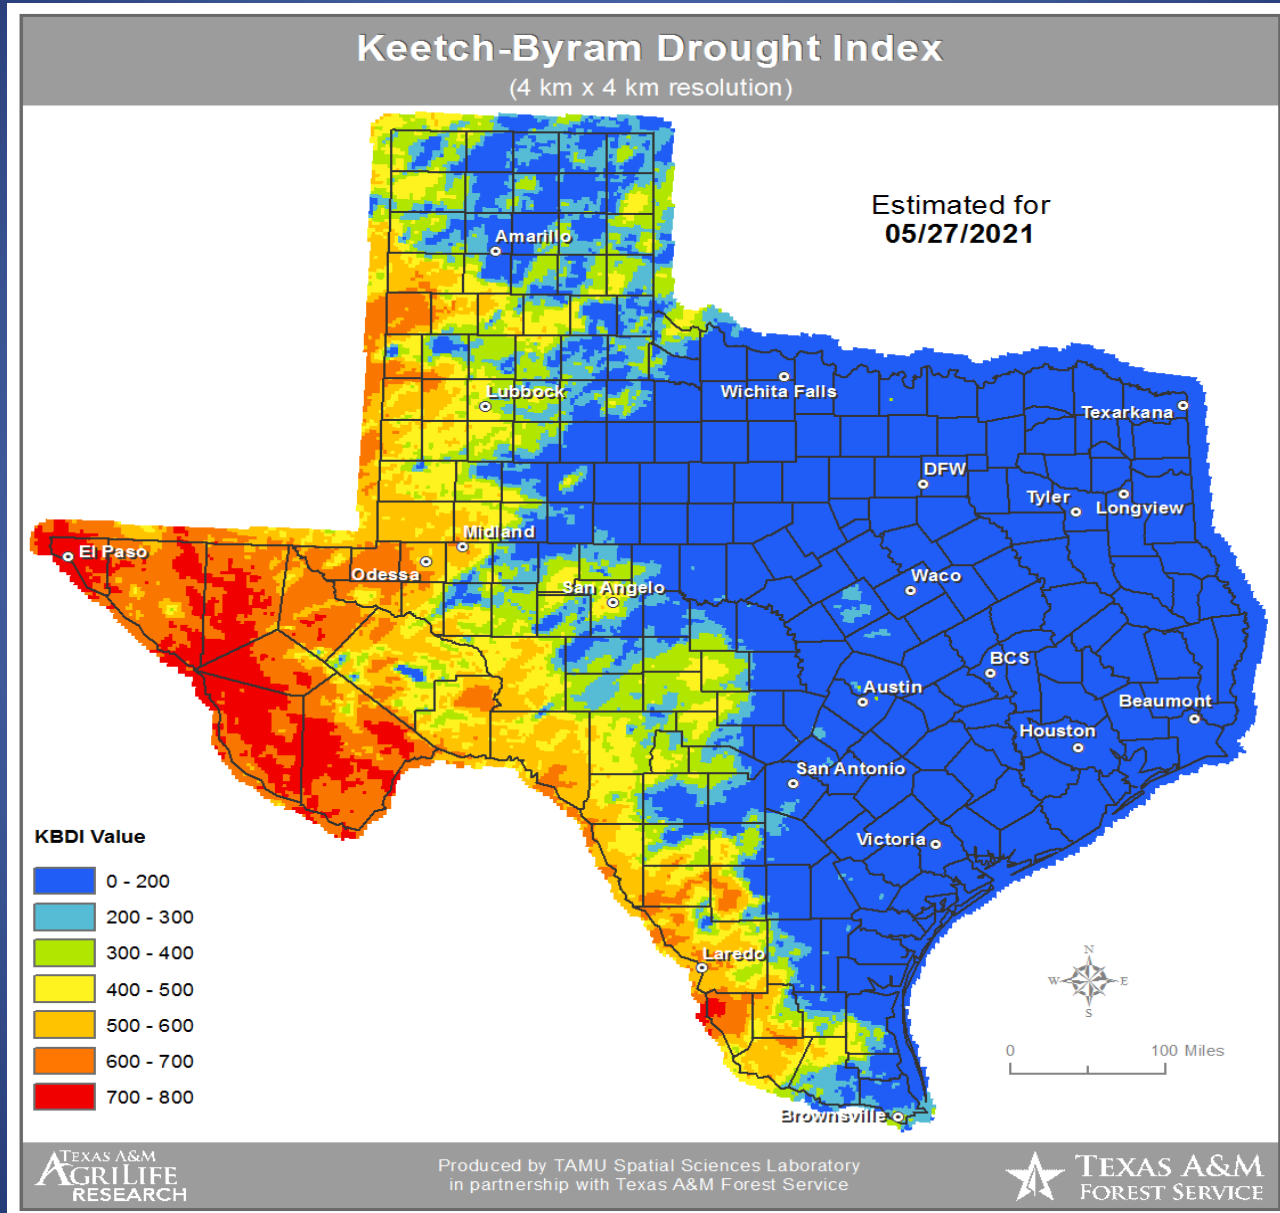 Keetch-Byram Drought Index
(4 km x 4 km resolution)
Estimated for
05/27/2021
Amarillo
Lubbock
Wichita Falls
Texarkana
DFW
Tyler
Longview
Midland
El Paso
Odessa
San Angelo
Waco
BCS
Austin
Beaumont
Houston
San Antonio
Victoria
Laredo
Brownsville
KBDI Value
0 - 200
200 - 300
300 - 400
400 - 500
500 - 600
600 - 700
700 - 800
N
W E
S
0 100 Miles
TEXAS A&M
AGRILIFE
RESEARCH
Produced by TAMU Spatial Sciences Laboratory
in partnership with Texas A&M Forest Service
TEXAS A&M
FOREST SERVICE